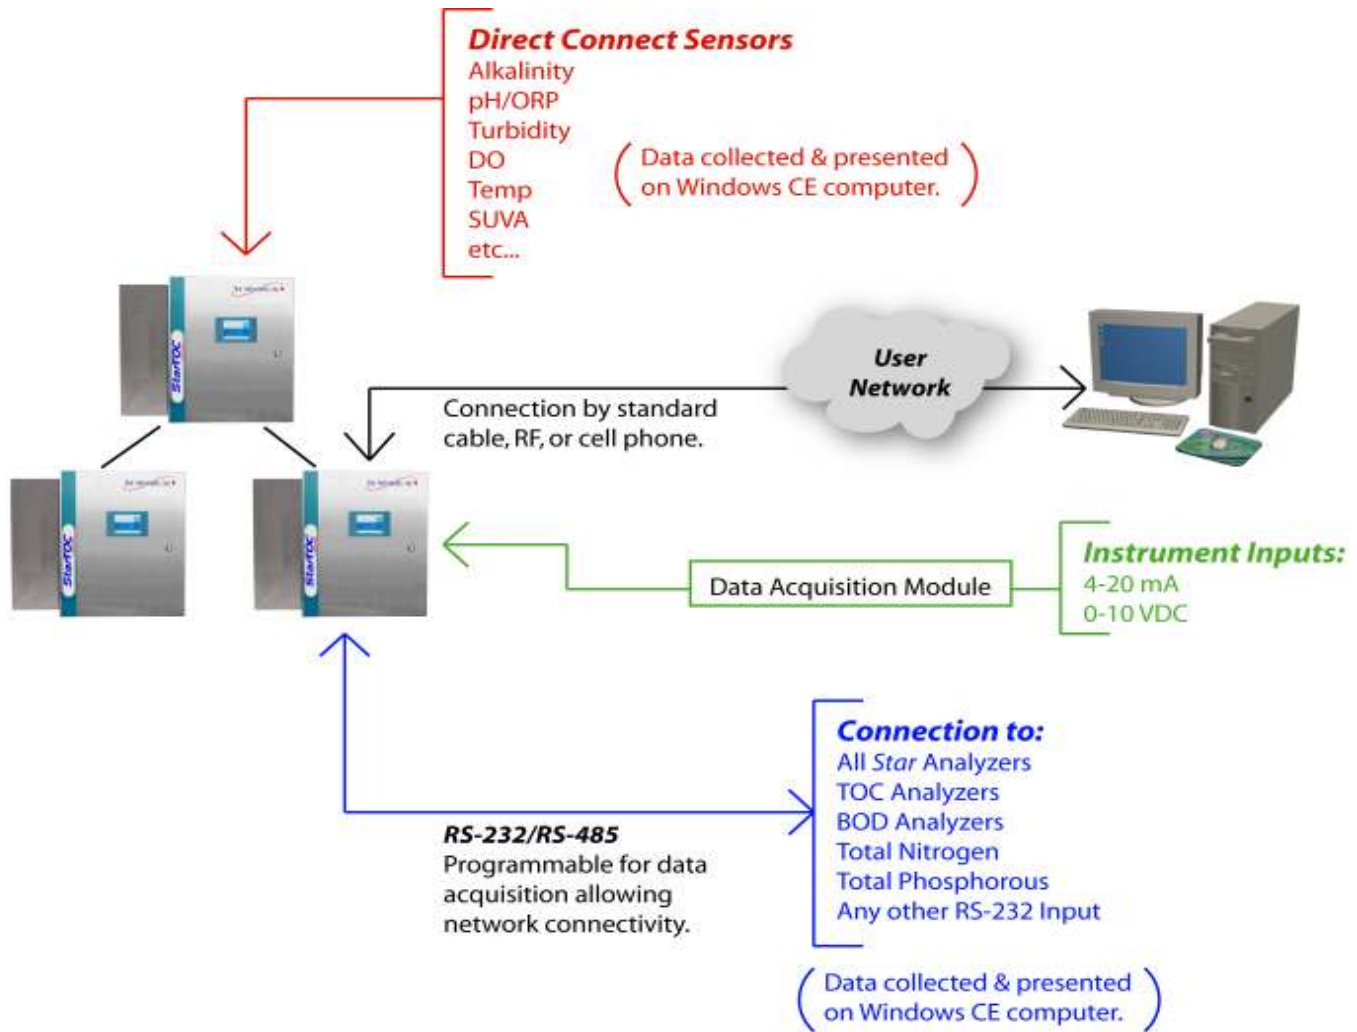 Direct Connect Sensors
Alkalinity
pH/ORP
Turbidity
DO
Temp
SUVA
etc...
Data collected & presented
on Windows CE computer.
StarTOC
User
Network
Connection by standard
cable, RF, or cell phone.
StarTOC
StarTOC
Data Acquisition Module
Instrument Inputs:
4-20 mA
0-10 VDC
RS-232/RS-485
Programmable for data
acquisition allowing
network connectivity.
Connection to:
All Star Analyzers
TOC Analyzers
BOD Analyzers
Total Nitrogen
Total Phosphorous
Any other RS-232 Input
Data collected & presented
on Windows CE computer.